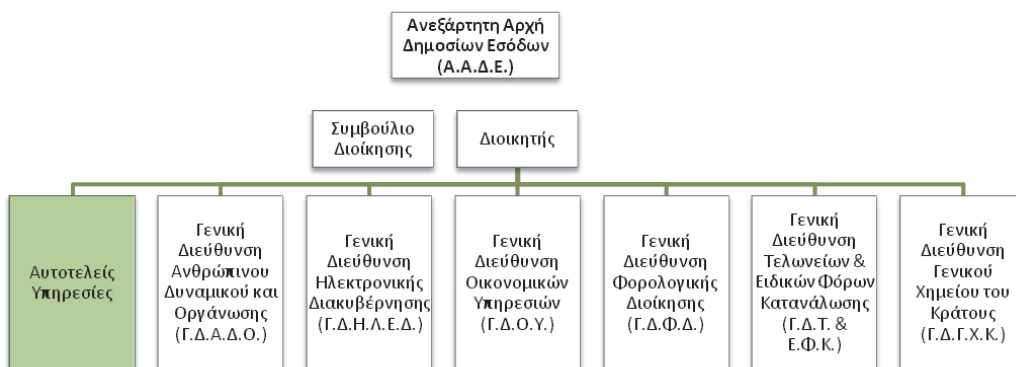 Ανεξάρτητη Αρχή
Δημοσίων Εσόδων
(Α.Α.Δ.Ε.)
Συμβούλιο
Διοίκησης
Διοικητής
Αυτοτελείς
Υπηρεσίες
Γενική
Διεύθυνση
Ανθρώπινου
Δυναμικού και
Οργάνωσης
(Γ.Δ.Α.Δ.Ο.)
Γενική
Διεύθυνση
Ηλεκτρονικής
Διακυβέρνησης
(Γ.Δ.Η.Λ.Ε.Δ.)
Γενική
Διεύθυνση
Οικονομικών
Υπηρεσιών
(Γ.Δ.Ο.Υ.)
Γενική
Διεύθυνση
Φορολογικής
Διοίκησης
(Γ.Δ.Φ.Δ.)
Γενική
Διεύθυνση
Τελωνείων &
Ειδικών Φόρων
Κατανάλωσης
(Γ.Δ.Τ. &
Ε.Φ.Κ.)
Γενική
Διεύθυνση
Γενικού
Χημείου του
Κράτους
(Γ.Δ.Γ.Χ.Κ.)